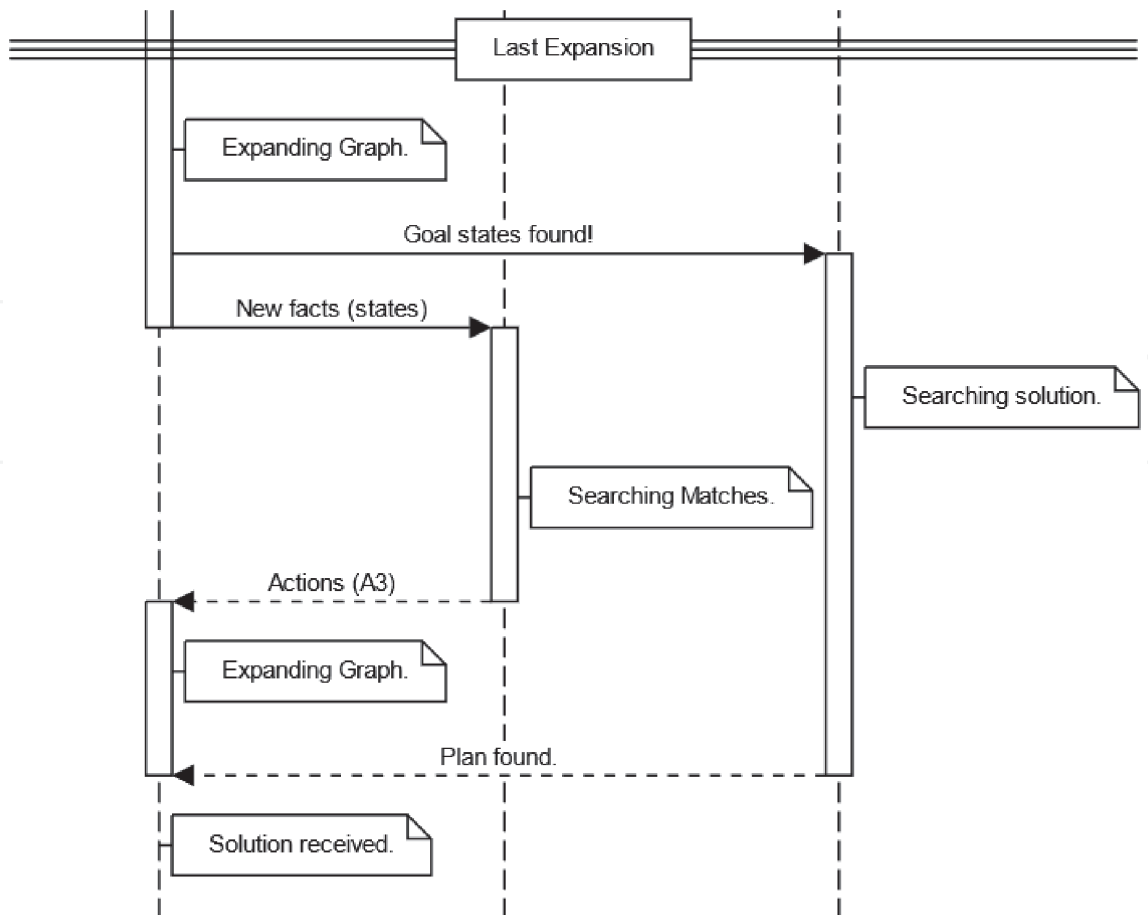 Last Expansion
Expanding Graph.
Goal states found!
New facts (states)
Searching solution.
Searching Matches.
Actions (A3)
Expanding Graph.
Plan found.
Solution received.